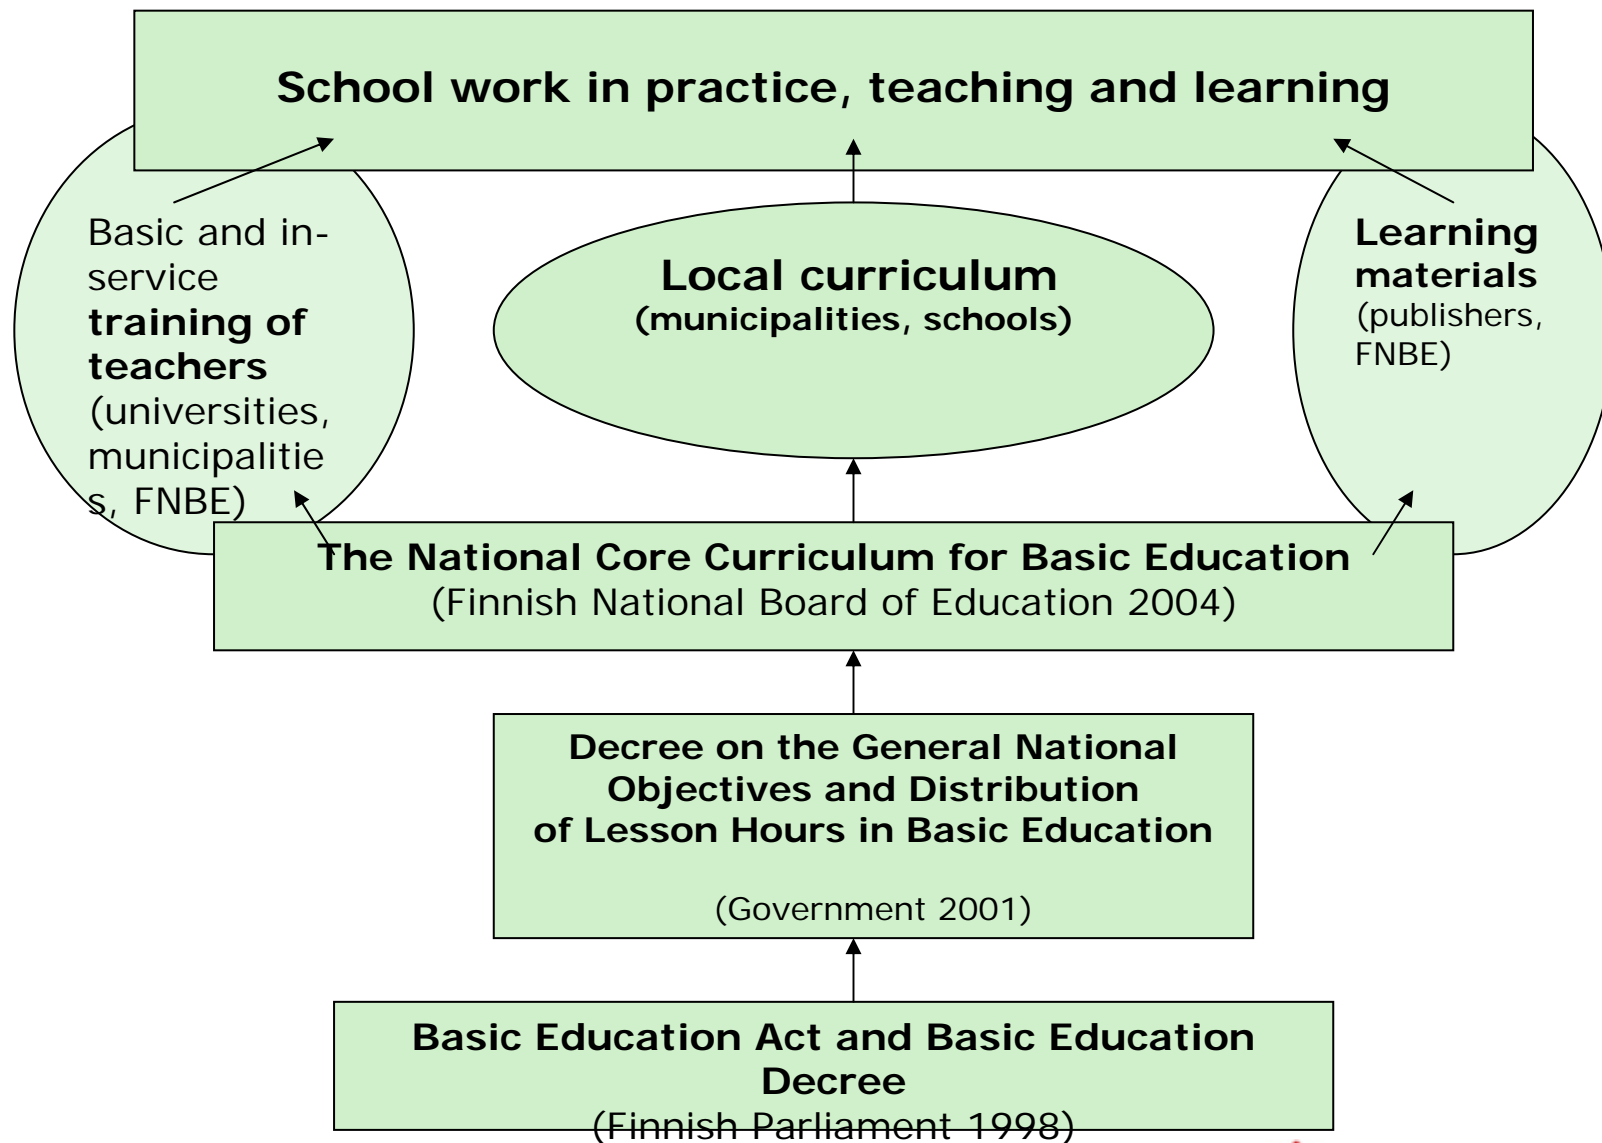 School work in practice, teaching and learning
Basic and in-
service
training of
teachers
(universities,
municipalitie
s, FNBE)
Local curriculum
(municipalities, schools)
Learning
materials
(publishers,
FNBE)
The National Core Curriculum for Basic Education
(Finnish National Board of Education 2004)
Decree on the General National
Objectives and Distribution
of Lesson Hours in Basic Education
(Government 2001)
Basic Education Act and Basic Education
Decree
(Finnish Parliament 1998)